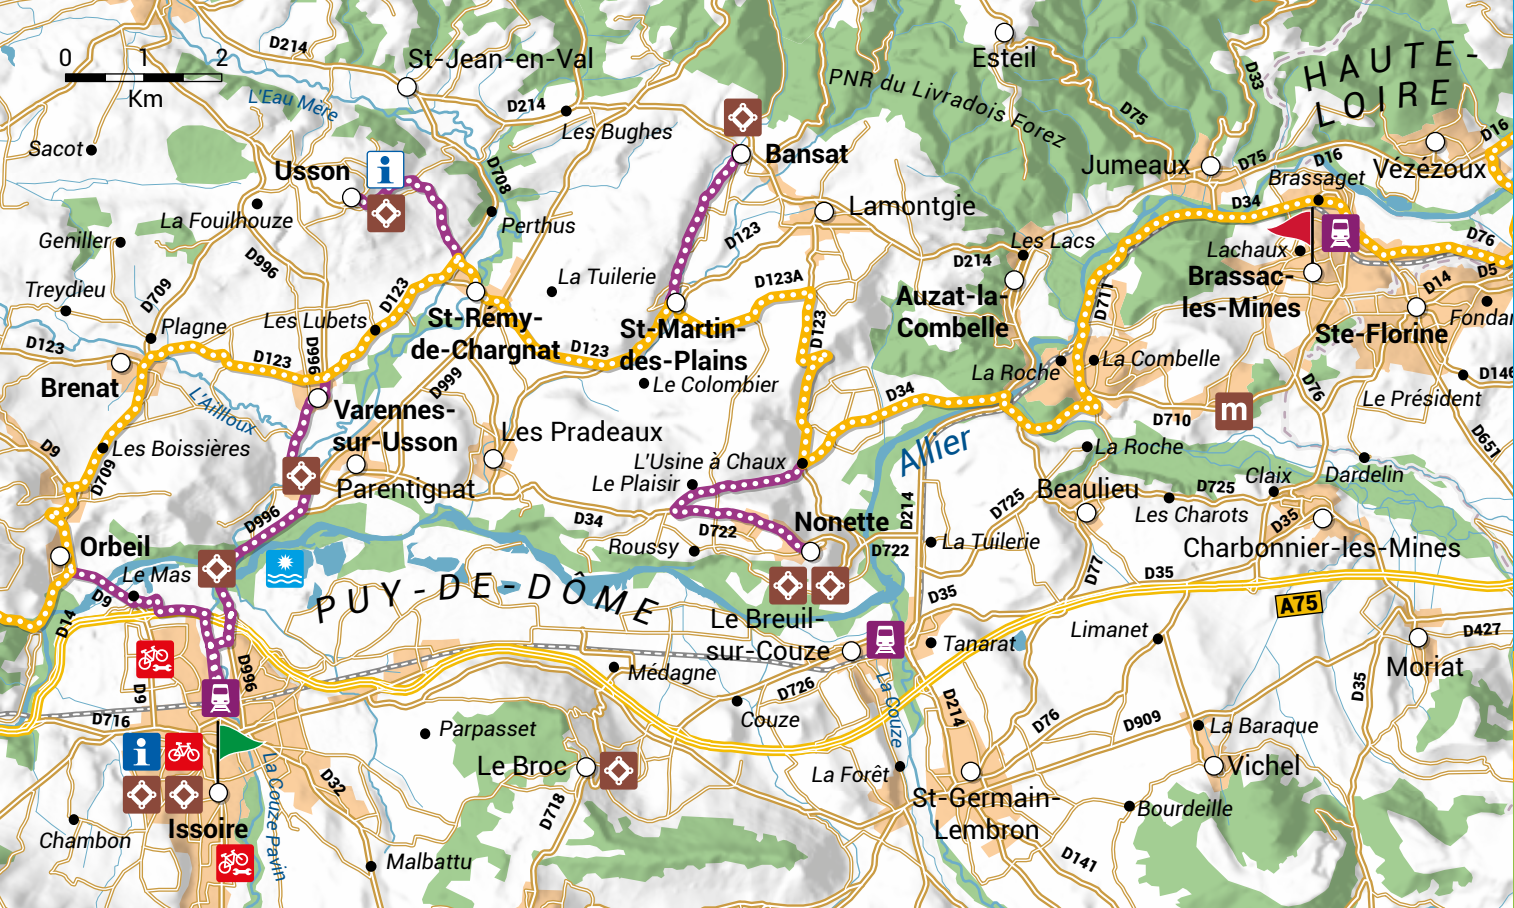 0 1 2
Km
D214
St-Jean-en-Val
Esteil
D33
HAUTE-
LOIRE
L'Eau Mère
D214
Les Bughes
PNR du Livradois Forez
D75
D16
Sacot
Usson
i
D708
Bansat
Jumeaux
D75
D16
Vézézoux
Brassaget
La Fouilhouze
Perthus
Lamontgie
D34
Geniller
D996
D123
Les Lacs
D214
Lachaux
D76
Treydieu
D709
D123
La Tuilerie
D123A
Auzat-la-
Combelle
D711
Brassac-
les-Mines
D14
D5
Plagne
Les Lubets
St-Rémy-
de-Chargnat
St-Martin-
des-Plains
D123
Ste-Florine
Fondar
D123
D123
D996
D123
La Roche
La Combelle
D76
D146
Brenat
D999
Le Colombier
D34
Le Président
L'Ailloux
Varennes-
sur-Usson
D710
m
D651
D9
Les Boissières
Les Pradeaux
Allier
La Roche
D709
Parentignat
L'Usine à Chaux
Le Plaisir
Beaulieu
Claix
Dardelin
D725
D725
Les Charots
D996
D34
D722
Nonette
D214
D35
Orbeil
Roussy
D722
La Tuilerie
Charbonnier-les-Mines
Le Mas
D9
PUY-DE-DÔME
D77
D35
D14
Le Breuil-
sur-Couze
D35
A75
Limanet
D427
Tanarat
Moriat
D9
D996
Médagne
D726
La Couze
D35
D716
Couze
D214
D76
D909
La Baraque
i
Parpasset
Le Broc
La Forêt
Vichel
La Couze Pavin
D32
D718
St-Germain-
Lembron
Bourdeille
Issoire
Chambon
Malbattu
D141